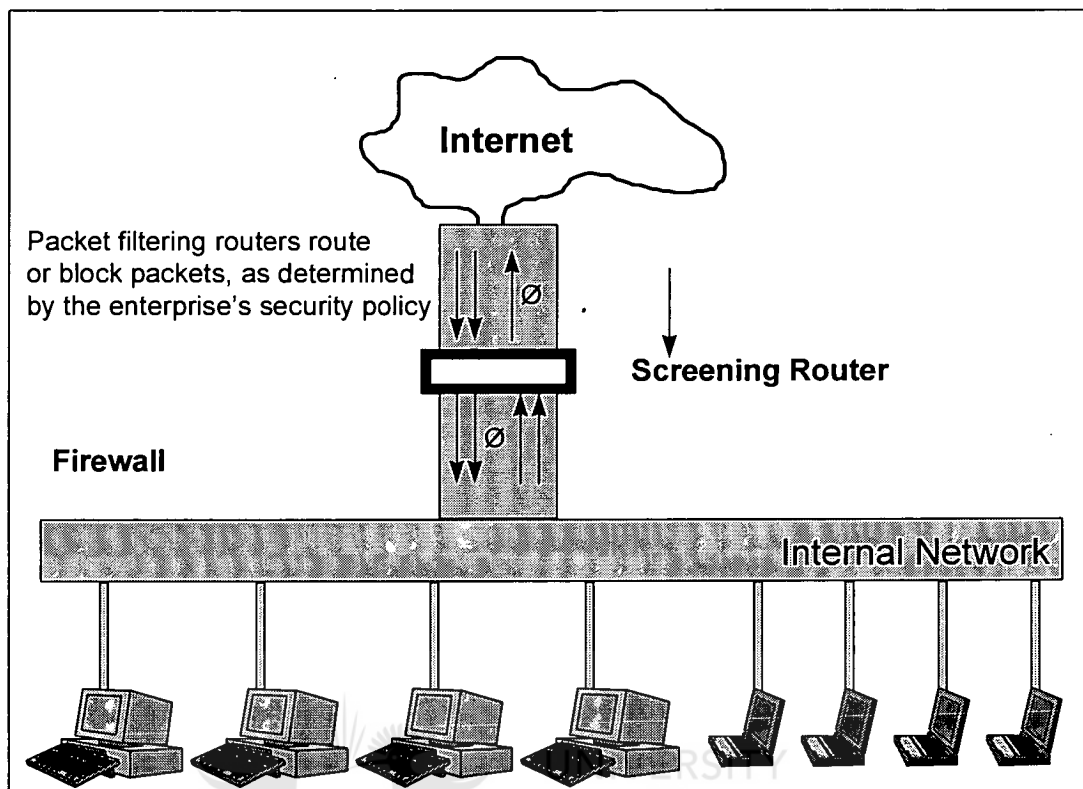 Internet
Packet filtering routers route
or block packets, as determined
by the enterprise's security policy
Ø
Screening Router
Ø
Firewall
Internal Network
UNIVERSITY